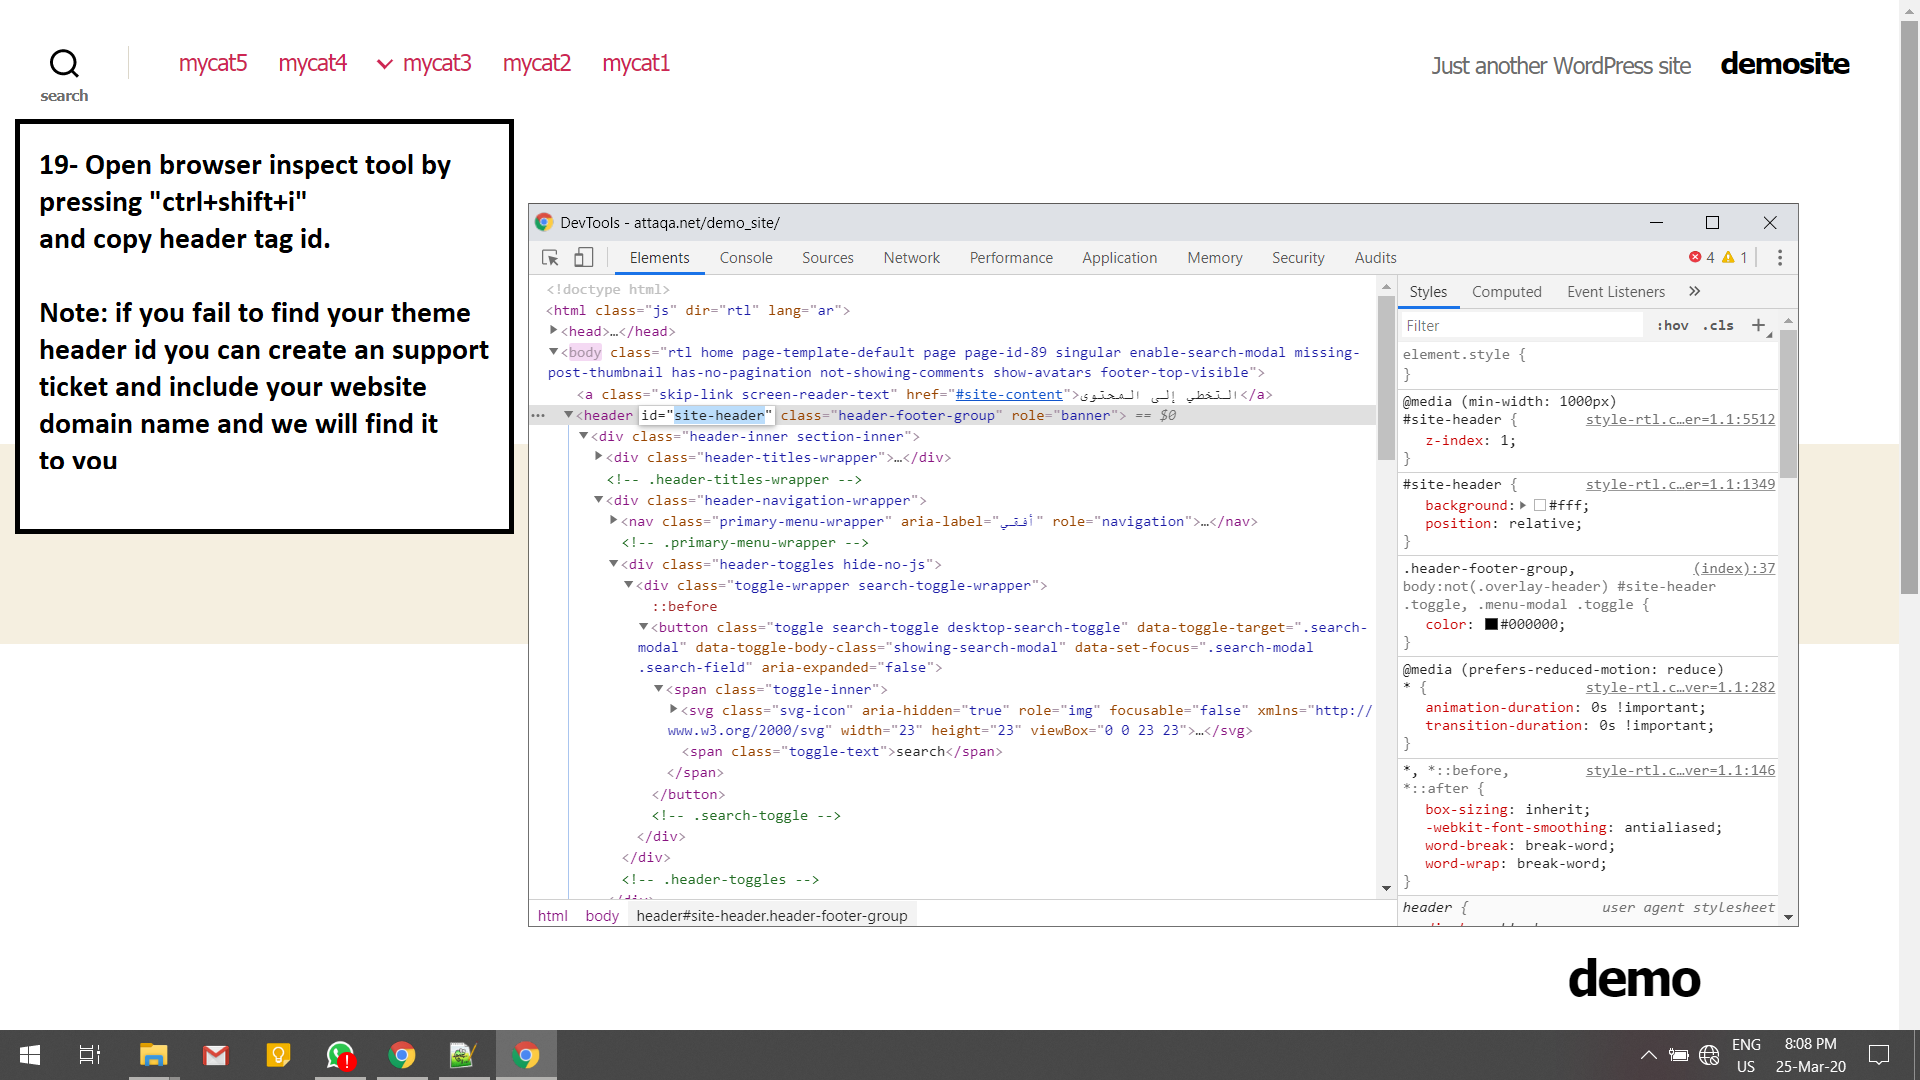 search
mycat5 mycat4 mycat3 mycat2 mycat1
Just another WordPress site demosite
19- Open browser inspect tool by
pressing "ctrl+shift+i"
and copy header tag id.
Note: if you fail to find your theme
header id you can create an support
ticket and include your website
domain name and we will find it
to you
DevTools - attaqa.net/demo_site/
Elements Console Sources Network Performance Application Memory Security Audits 4 1
<!doctype html>
<html class="js" dir="rtl" lang="ar">
<head>…</head>
<body class="rtl home page-template-default page page-id-89 singular enable-search-modal missing-
post-thumbnail has-no-pagination not-showing-comments show-avatars footer-top-visible">
<a class="skip-link screen-reader-text" href="#site-content">التخطي إلى المحتوى</a>
<header id="site-header" class="header-footer-group" role="banner"> == $0
<div class="header-inner section-inner">
<div class="header-titles-wrapper">…</div>
<!-- .header-titles-wrapper -->
<div class="header-navigation-wrapper">
<nav class="primary-menu-wrapper" aria-label="أفقي" role="navigation">…</nav>
<!-- .primary-menu-wrapper -->
<div class="header-toggles hide-no-js">
<div class="toggle-wrapper search-toggle-wrapper">
::before
<button class="toggle search-toggle desktop-search-toggle" data-toggle-target=".search-
modal" data-toggle-body-class="showing-search-modal" data-set-focus=".search-modal
.search-field" aria-expanded="false">
<span class="toggle-inner">
<svg class="svg-icon" aria-hidden="true" role="img" focusable="false" xmlns="http://
www.w3.org/2000/svg" width="23" height="23" viewBox="0 0 23 23">…</svg>
<span class="toggle-text">search</span>
</span>
</button>
<!-- .search-toggle -->
</div>
</div>
<!-- .header-toggles -->
html body header#site-header.header-footer-group
Styles Computed Event Listeners »
Filter :hov .cls +
element.style {
}
@media (min-width: 1000px)
#site-header { style-rtl.c…er=1.1:5512
z-index: 1;
}
#site-header { style-rtl.c…er=1.1:1349
background: #fff;
position: relative;
}
.header-footer-group, (index):37
body:not(.overlay-header) #site-header
.toggle, .menu-modal .toggle {
color: #000000;
}
@media (prefers-reduced-motion: reduce)
* { style-rtl.c…ver=1.1:282
animation-duration: 0s !important;
transition-duration: 0s !important;
}
*, *::before, style-rtl.c…ver=1.1:146
*::after {
box-sizing: inherit;
-webkit-font-smoothing: antialiased;
word-break: break-word;
word-wrap: break-word;
}
header { user agent stylesheet
demo
ENG
US
8:08 PM
25-Mar-20